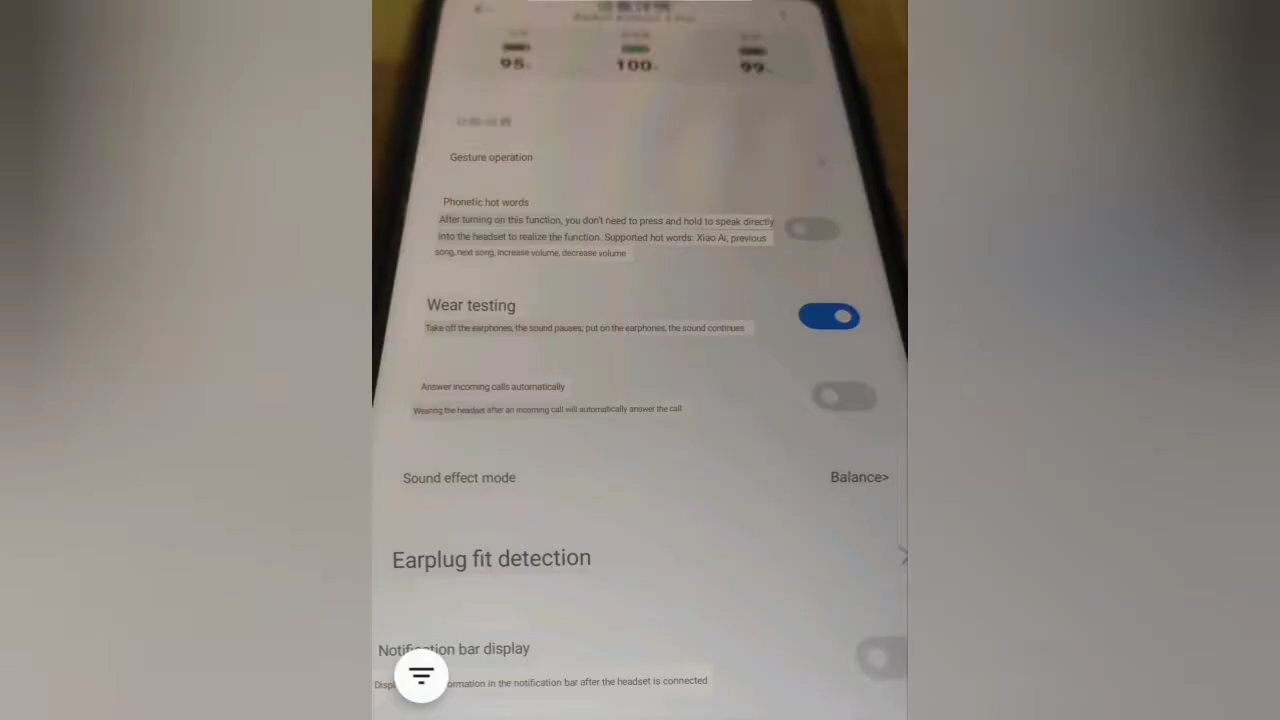 95
100
99
Gesture operation
Phonetic hot words
After turning on this function, you don't need to press and hold to speak directly
into the headset to realize the function. Supported hot words: Xiao Ai, previous
song, next song, increase volume, decrease volume
Wear testing
Take off the earphones, the sound pauses; put on the earphones, the sound continues
Answer incoming calls automatically
Wearing the headset after an incoming call will automatically answer the call
Sound effect mode
Balance>
Earplug fit detection
Notification bar display
ormation in the notification bar after the headset is connected